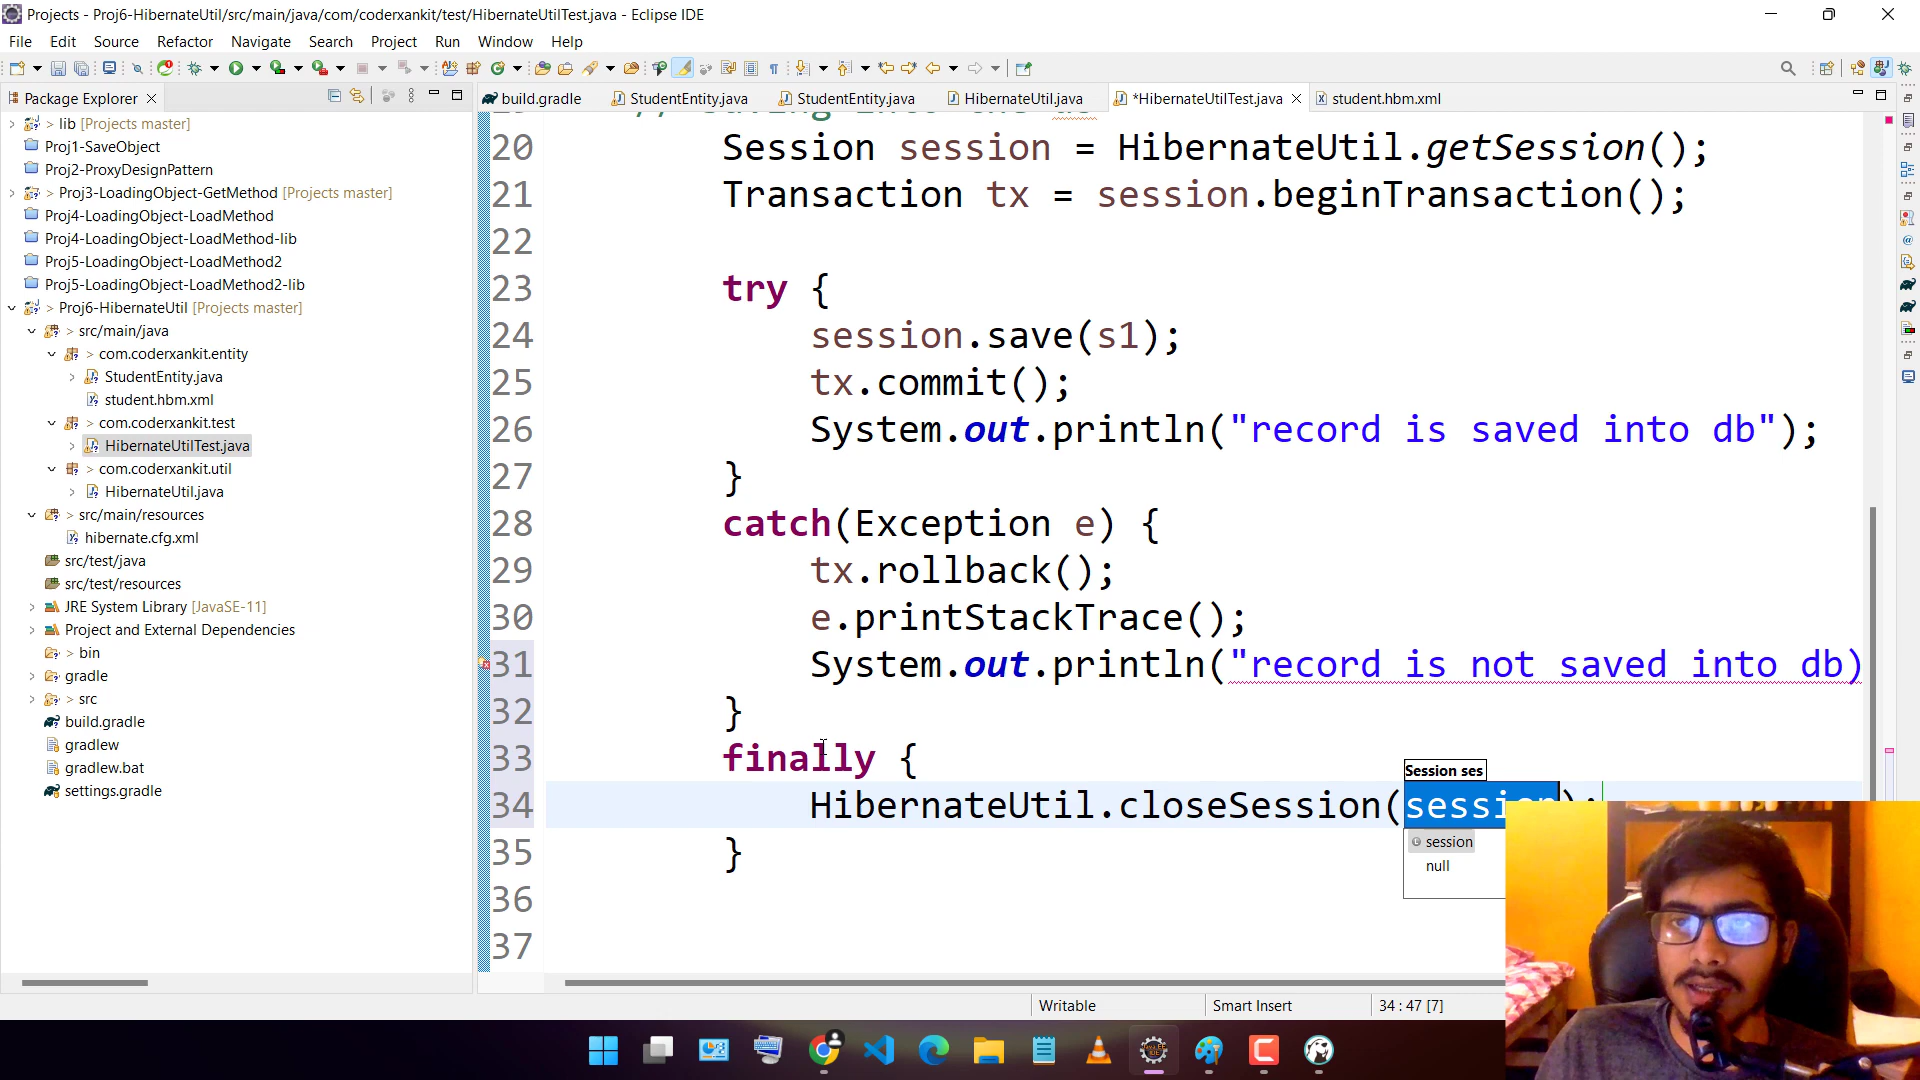 Projects - Proj6-HibernateUtil/src/main/java/com/coderxankit/test/HibernateUtilTest.java - Eclipse IDE
File Edit Source Refactor Navigate Search Project Run Window Help
Package Explorer
build.gradle StudentEntity.java StudentEntity.java HibernateUtil.java *HibernateUtilTest.java student.hbm.xml
> lib [Projects master]
Proj1-SaveObject
Proj2-ProxyDesignPattern
> Proj3-LoadingObject-GetMethod [Projects master]
Proj4-LoadingObject-LoadMethod
Proj4-LoadingObject-LoadMethod-lib
Proj5-LoadingObject-LoadMethod2
Proj5-LoadingObject-LoadMethod2-lib
> Proj6-HibernateUtil [Projects master]
> src/main/java
> com.coderxankit.entity
StudentEntity.java
student.hbm.xml
> com.coderxankit.test
HibernateUtilTest.java
> com.coderxankit.util
HibernateUtil.java
> src/main/resources
hibernate.cfg.xml
src/test/java
src/test/resources
JRE System Library [JavaSE-11]
Project and External Dependencies
> bin
gradle
> src
build.gradle
gradlew
gradlew.bat
settings.gradle
20 Session session = HibernateUtil.getSession();
21 Transaction tx = session.beginTransaction();
22
23 try {
24 session.save(s1);
25 tx.commit();
26 System.out.println("record is saved into db");
27 }
28 catch(Exception e) {
29 tx.rollback();
30 e.printStackTrace();
31 System.out.println("record is not saved into db)
32 }
33 finally {
Session ses
34 HibernateUtil.closeSession(session);
session
null
35 }
36
37
Writable Smart Insert 34 : 47 [7]